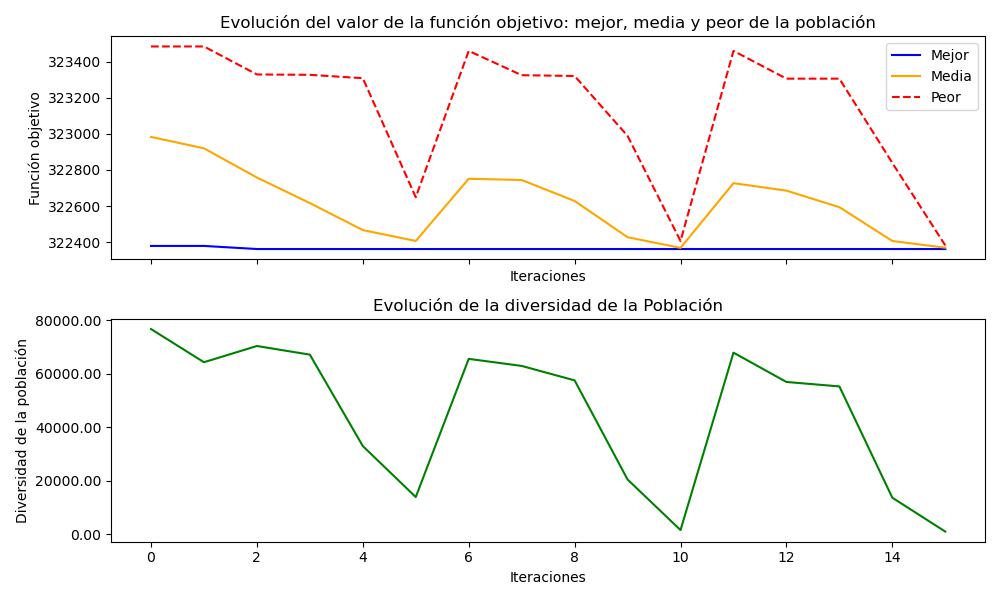 Evolución del valor de la función objetivo: mejor, media y peor de la población
Función objetivo
323400
323200
323000
322800
322600
322400
Mejor
Media
Peor
Iteraciones
Evolución de la diversidad de la Población
Diversidad de la población
80000.00
60000.00
40000.00
20000.00
0.00
0 2 4 6 8 10 12 14
Iteraciones